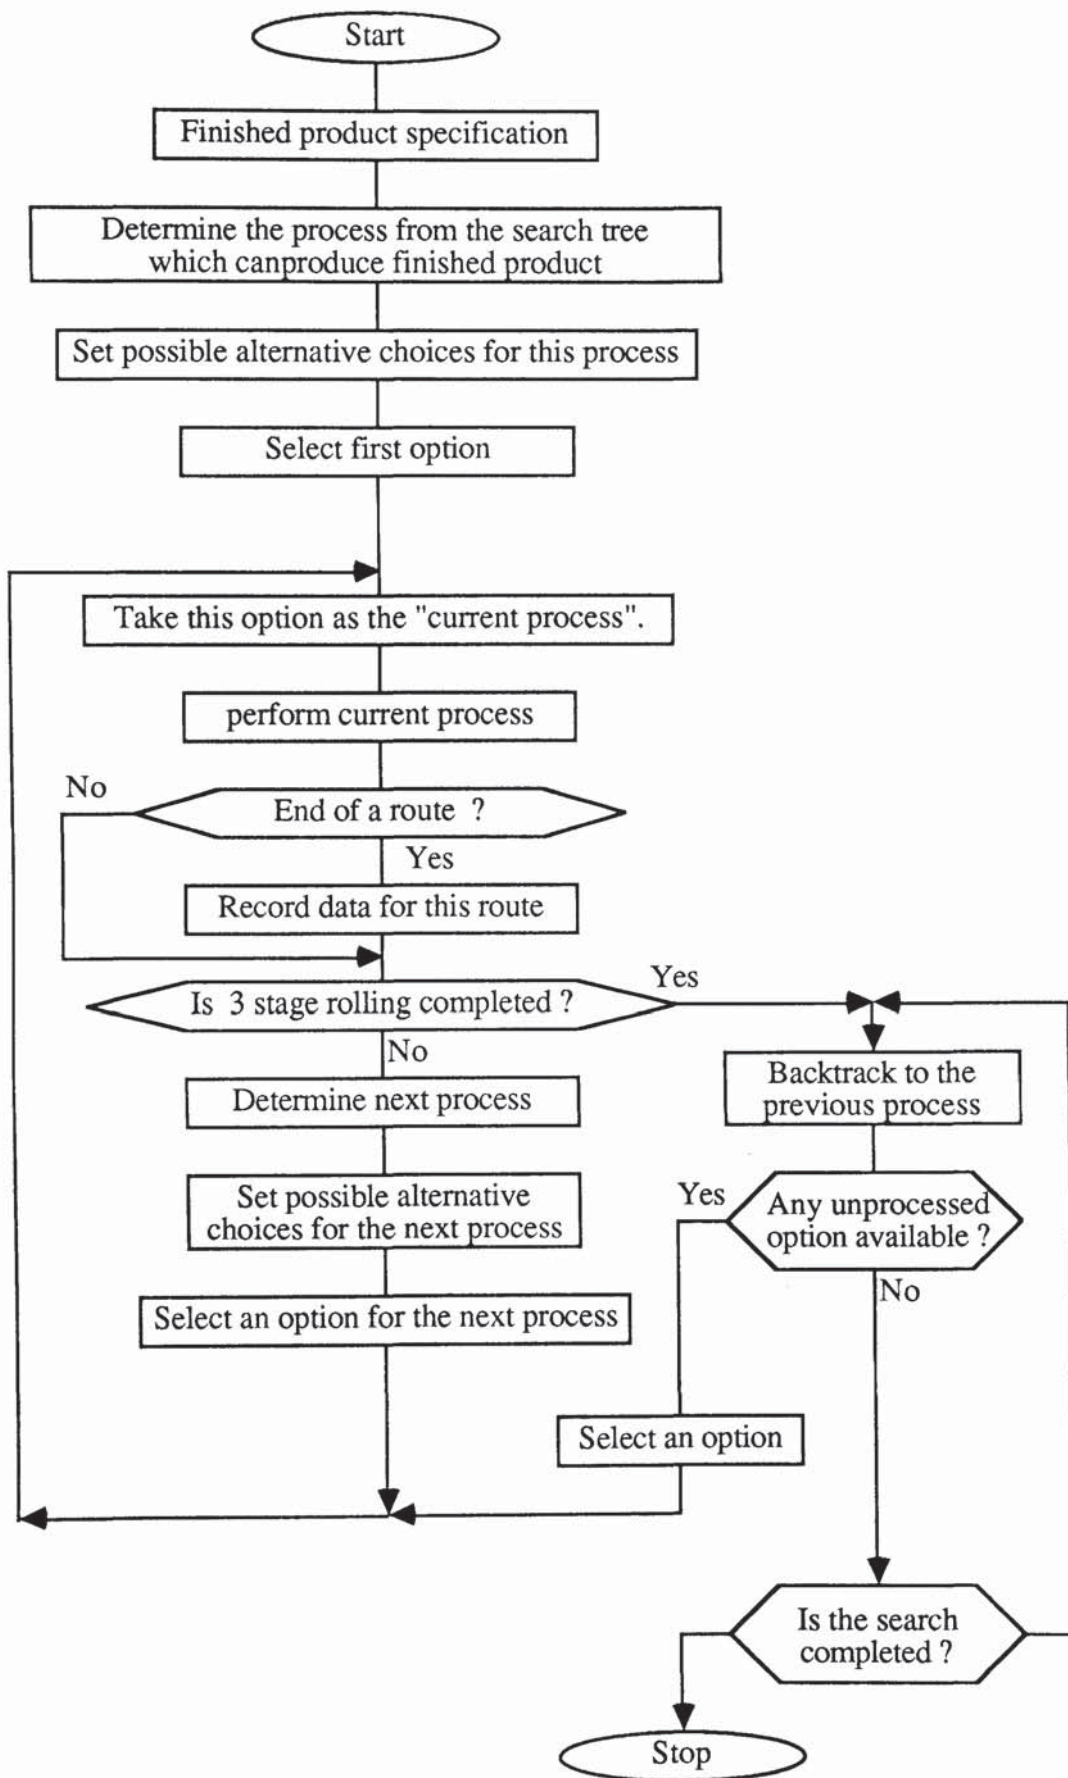 Start
Finished product specification
Determine the process from the search tree
which canproduce finished product
Set possible alternative choices for this process
Select first option
Take this option as the "current process".
perform current process
No
End of a route ?
Yes
Record data for this route
Yes
Is 3 stage rolling completed ?
No
Backtrack to the
previous process
Determine next process
Yes
Any unprocessed
option available ?
Set possible alternative
choices for the next process
No
Select an option for the next process
Select an option
Is the search
completed ?
Stop